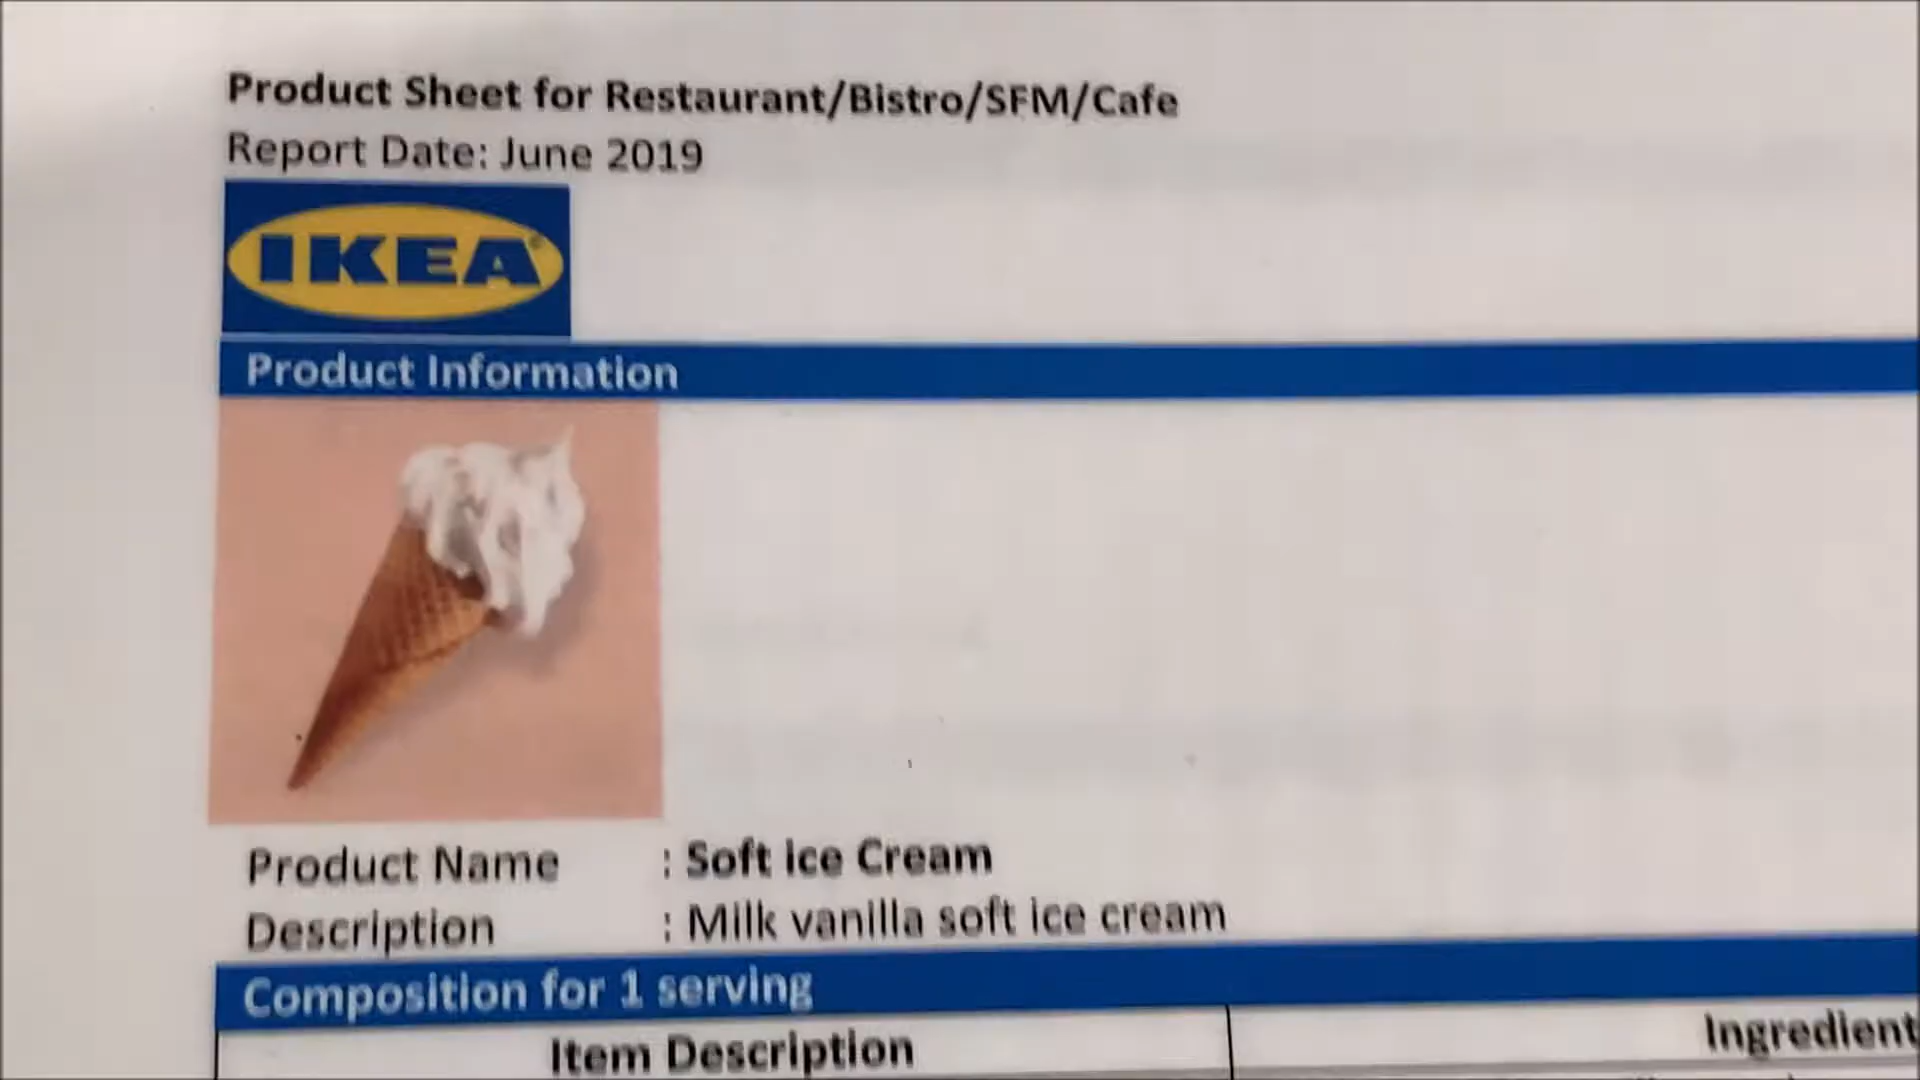 Product Sheet for Restaurant/Bistro/SFM/Cafe
Report Date: June 2019
IKEA®
Product Information
Product Name : Soft Ice Cream
Description : Milk vanilla soft ice cream
Composition for 1 serving
Item Description Ingredient